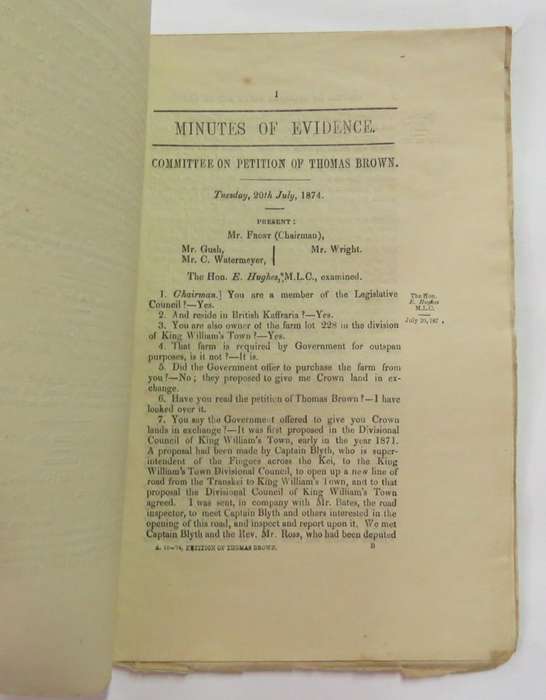 1
MINUTES OF EVIDENCE.
COMMITTEE ON PETITION OF THOMAS BROWN.
Tuesday, 20th July, 1874.
PRESENT:
Mr. FROST (Chairman),
Mr. Gush,
Mr. C. Watermeyer,
Mr. Wright.
The Hon. E. Hughes, M.L.C., examined.
1. Chairman.] You are a member of the Legislative
Council?—Yes.
2. And reside in British Kaffraria?—Yes.
3. You are also owner of the farm lot 228 in the division
of King William's Town?—Yes.
4. That farm is required by Government for outspan
purposes, is it not?—It is.
5. Did the Government offer to purchase the farm from
you?—No; they proposed to give me Crown land in ex-
change.
6. Have you read the petition of Thomas Brown?—I have
looked over it.
7. You say the Government offered to give you Crown
lands in exchange?—It was first proposed in the Divisional
Council of King William's Town, early in the year 1871.
A proposal had been made by Captain Blyth, who is super-
intendent of the Fingoes across the Kei, to the King
William's Town Divisional Council, to open up a new line of
road from the Transkei to King William's Town, and to that
proposal the Divisional Council of King William's Town
agreed. I was sent, in company with Mr. Bates, the road
inspector, to meet Captain Blyth and others interested in the
opening of this road, and inspect and report upon it. We met
Captain Blyth and the Rev. Mr. Ross, who had been deputed
The Hon.
E. Hughes
M.L.C.
July 20, 187
PETITION OF THOMAS BROWN.
B